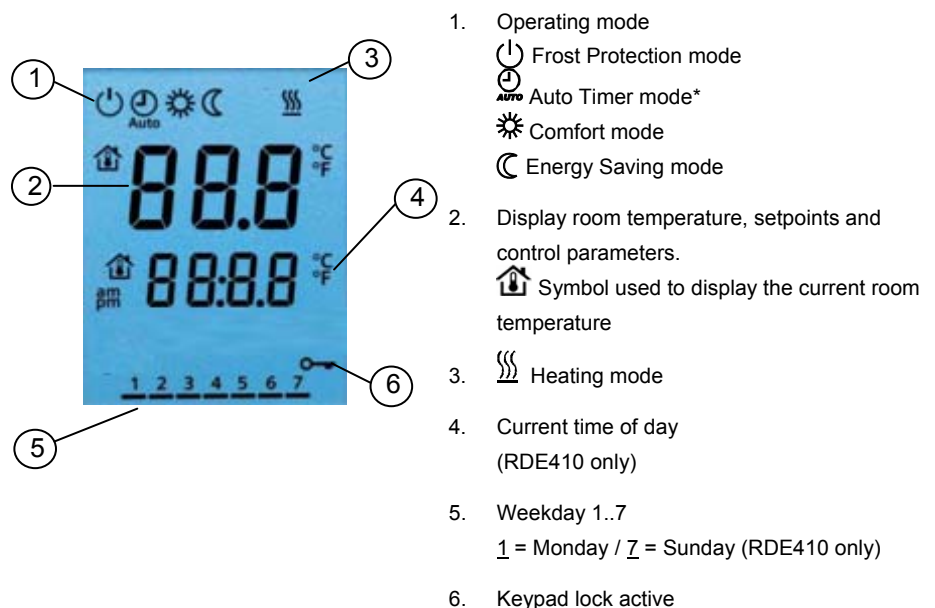 1
2
3
4
5
6
Auto
88.8
°C
°F
am
pm
88:8.8
°C
°F
1 2 3 4 5 6 7
1. Operating mode
Frost Protection mode
AUTO Auto Timer mode*
Comfort mode
Energy Saving mode
2. Display room temperature, setpoints and
control parameters.
Symbol used to display the current room
temperature
3. Heating mode
4. Current time of day
(RDE410 only)
5. Weekday 1..7
1 = Monday / 7 = Sunday (RDE410 only)
6. Keypad lock active